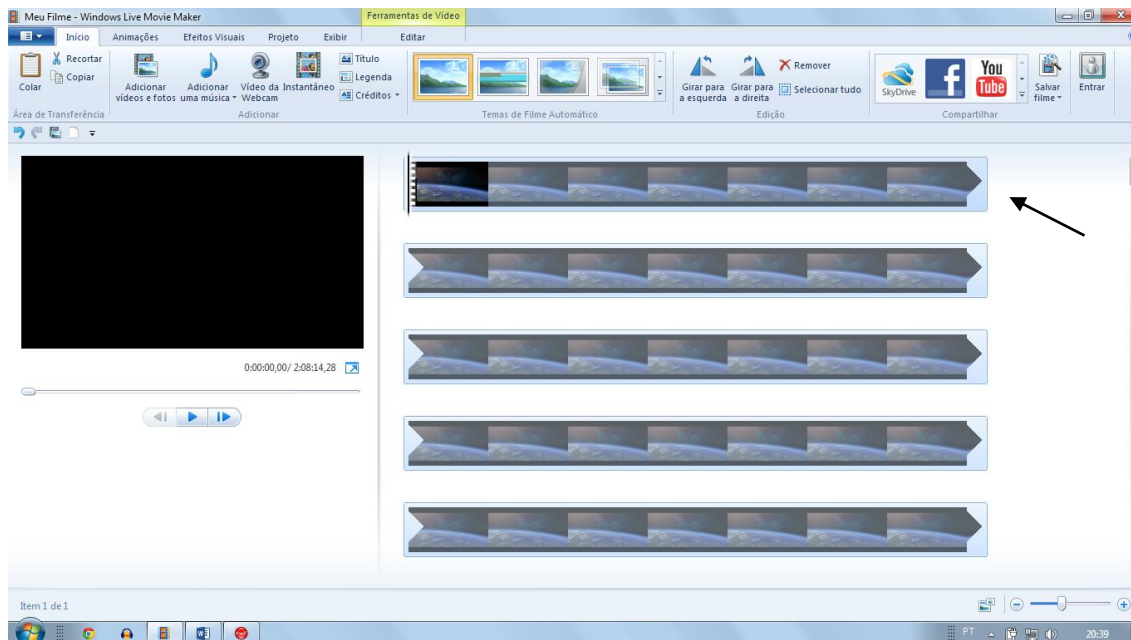 Meu Filme - Windows Live Movie Maker
Ferramentas de Vídeo
Início Animações Efeitos Visuais Projeto Exibir Editar
Colar
Recortar
Copiar
Área de Transferência
Adicionar vídeos e fotos
Adicionar uma música
Vídeo da Webcam
Instantâneo
Título
Legenda
Créditos
Adicionar
Temas de Filme Automático
Girar para a esquerda
Girar para a direita
Remover
Selecionar tudo
Edição
SkyDrive
You Tube
Compartilhar
Salvar filme
Entrar
0:00:00,00/ 2:08:14,28
Item 1 de 1
PT 20:39